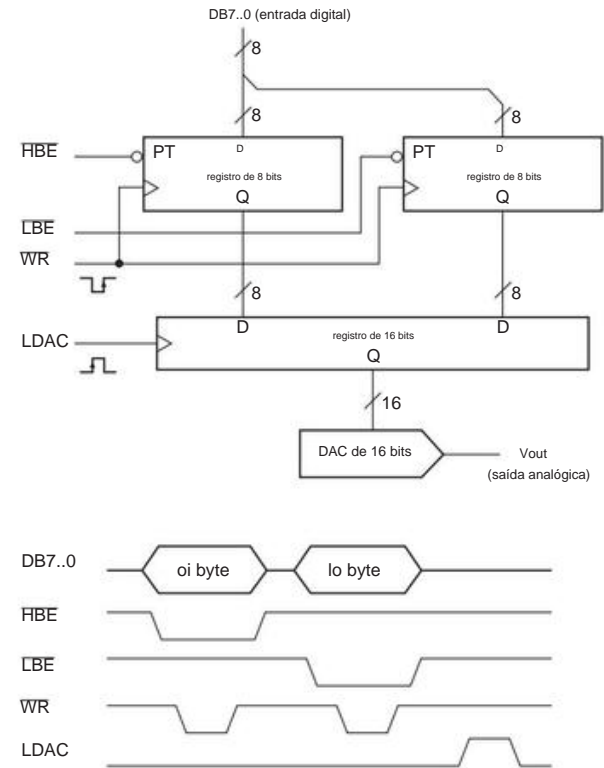 DB7..0 (entrada digital)
8
8
8
HBE
PT
D
PT
D
registro de 8 bits
registro de 8 bits
Q
Q
LBE
WR
8
8
D
D
LDAC
registro de 16 bits
Q
16
DAC de 16 bits
Vout
(saída analógica)
DB7..0
oi byte
lo byte
HBE
LBE
WR
LDAC